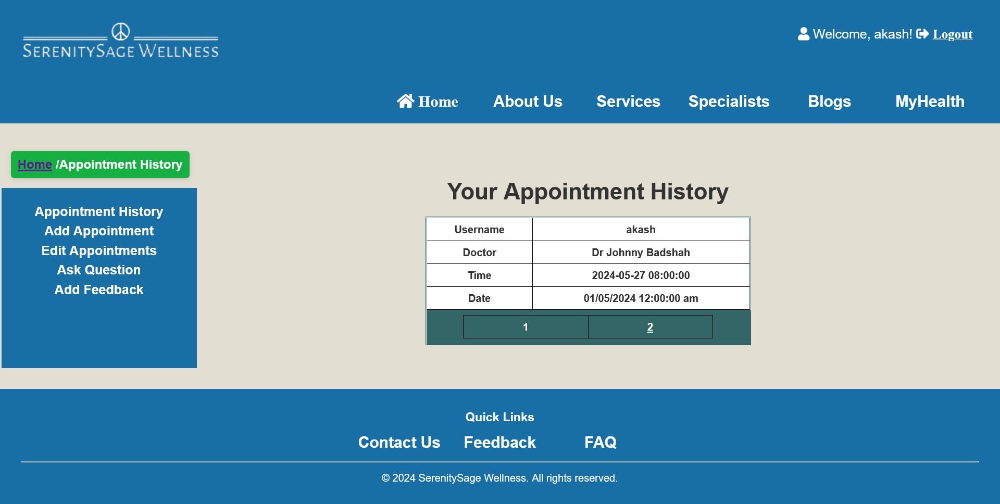 SERENITYSAGE WELLNESS
Welcome, akash! Logout
Home About Us Services Specialists Blogs MyHealth
Home /Appointment History
Appointment History
Add Appointment
Edit Appointments
Ask Question
Add Feedback
Your Appointment History
Username akash
Doctor Dr Johnny Badshah
Time 2024-05-27 08:00:00
Date 01/05/2024 12:00:00 am
1 2
Quick Links
Contact Us Feedback FAQ
© 2024 SerenitySage Wellness. All rights reserved.